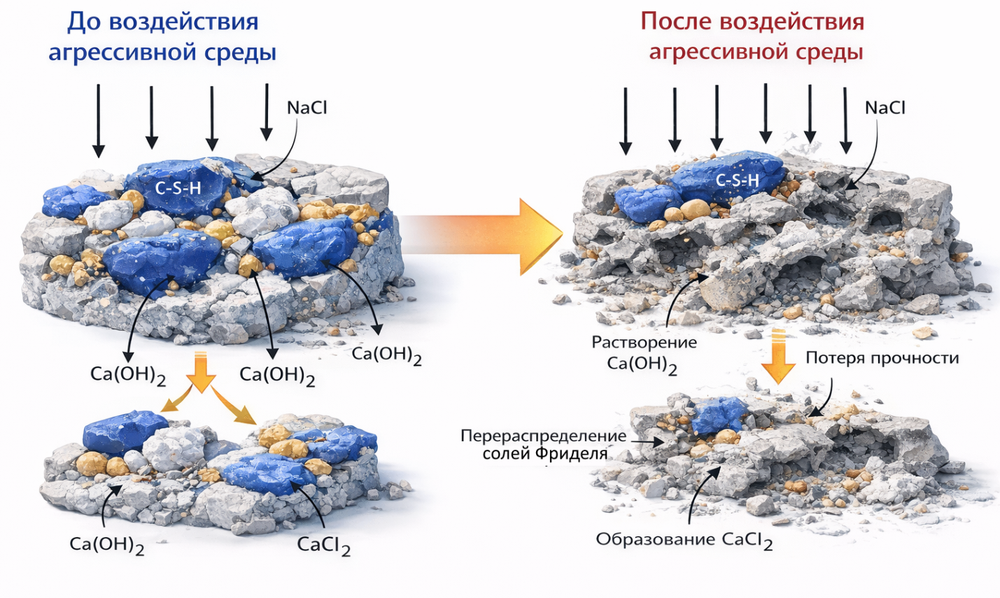 До воздействия
агрессивной среды
После воздействия
агрессивной среды
NaCl
NaCl
C-S-H
C-S-H
Ca(OH)2
Ca(OH)2
Ca(OH)2
Растворение
Ca(OH)2
Потеря прочности
Перераспределение
солей Фриделя
Ca(OH)2
CaCl2
Образование CaCl2